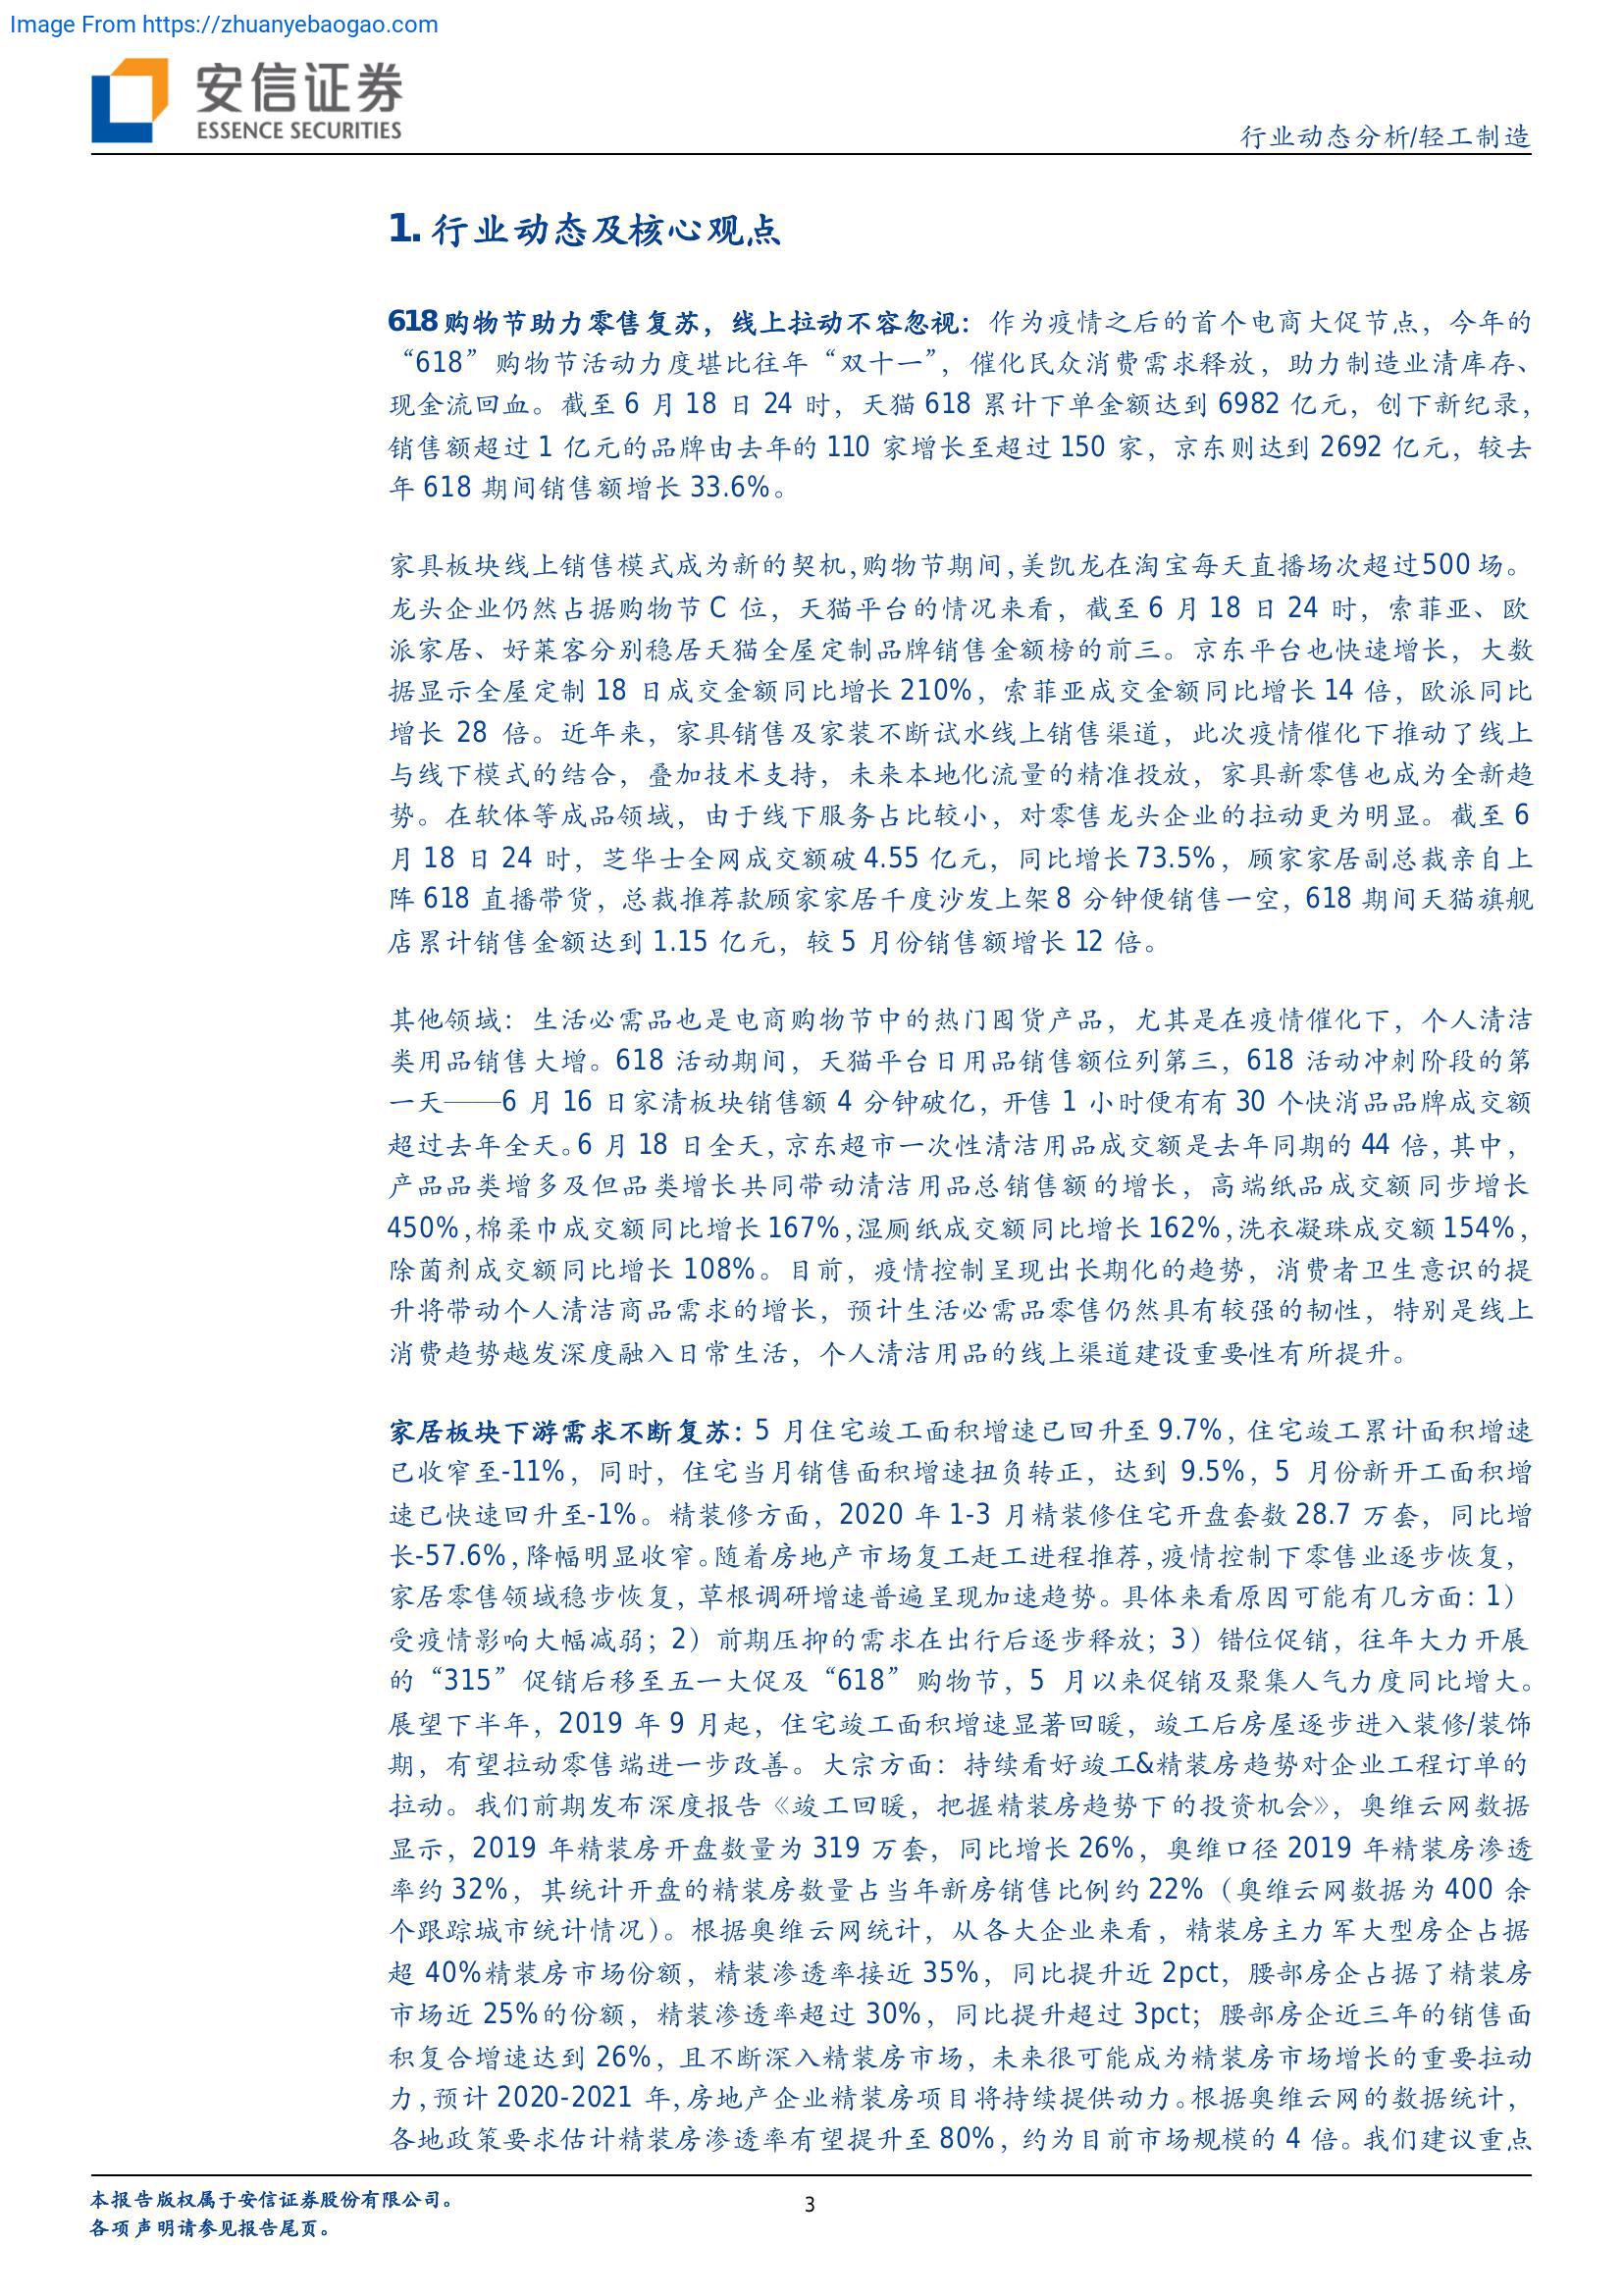 Image From https://zhuanyebaogao.com
安信证券
ESSENCE SECURITIES
行业动态分析/轻工制造
1. 行业动态及核心观点
618 购物节助力零售复苏，线上拉动不容忽视：作为疫情之后的首个电商大促节点，今年的
“618”购物节活动力度堪比往年“双十一”，催化民众消费需求释放，助力制造业清库存、
现金流回血。截至 6 月 18 日 24 时，天猫 618 累计下单金额达到 6982 亿元，创下新纪录，
销售额超过 1 亿元的品牌由去年的 110 家增长至超过 150 家，京东则达到 2692 亿元，较去
年 618 期间销售额增长 33.6%。
家具板块线上销售模式成为新的契机，购物节期间，美凯龙在淘宝每天直播场次超过 500 场。
龙头企业仍然占据购物节 C 位，天猫平台的情况来看，截至 6 月 18 日 24 时，索菲亚、欧
派家居、好莱客分别稳居天猫全屋定制品牌销售金额榜的前三。京东平台也快速增长，大数
据显示全屋定制 18 日成交金额同比增长 210%，索菲亚成交金额同比增长 14 倍，欧派同比
增长 28 倍。近年来，家具销售及家装不断试水线上销售渠道，此次疫情催化下推动了线上
与线下模式的结合，叠加技术支持，未来本地化流量的精准投放，家具新零售也成为全新趋
势。在软体等成品领域，由于线下服务占比较小，对零售龙头企业的拉动更为明显。截至 6
月 18 日 24 时，芝华士全网成交额破 4.55 亿元，同比增长 73.5%，顾家家居副总裁亲自上
阵 618 直播带货，总裁推荐款顾家家居千度沙发上架 8 分钟便销售一空，618 期间天猫旗舰
店累计销售金额达到 1.15 亿元，较 5 月份销售额增长 12 倍。
其他领域：生活必需品也是电商购物节中的热门囤货产品，尤其是在疫情催化下，个人清洁
类用品销售大增。618 活动期间，天猫平台日用品销售额位列第三，618 活动冲刺阶段的第
一天——6 月 16 日家清板块销售额 4 分钟破亿，开售 1 小时便有有 30 个快消品品牌成交额
超过去年全天。6 月 18 日全天，京东超市一次性清洁用品成交额是去年同期的 44 倍，其中，
产品品类增多及但品类增长共同带动清洁用品总销售额的增长，高端纸品成交额同步增长
450%，棉柔巾成交额同比增长 167%，湿厕纸成交额同比增长 162%，洗衣凝珠成交额 154%，
除菌剂成交额同比增长 108%。目前，疫情控制呈现出长期化的趋势，消费者卫生意识的提
升将带动个人清洁商品需求的增长，预计生活必需品零售仍然具有较强的韧性，特别是线上
消费趋势越发深度融入日常生活，个人清洁用品的线上渠道建设重要性有所提升。
家居板块下游需求不断复苏：5 月住宅竣工面积增速已回升至 9.7%，住宅竣工累计面积增速
已收窄至-11%，同时，住宅当月销售面积增速扭负转正，达到 9.5%，5 月份新开工面积增
速已快速回升至-1%。精装修方面，2020 年 1-3 月精装修住宅开盘套数 28.7 万套，同比增
长-57.6%，降幅明显收窄。随着房地产市场复工赶工进程推荐，疫情控制下零售业逐步恢复，
家居零售领域稳步恢复，草根调研增速普遍呈现加速趋势。具体来看原因可能有几方面：1）
受疫情影响大幅减弱；2）前期压抑的需求在出行后逐步释放；3）错位促销，往年大力开展
的“315”促销后移至五一大促及“618”购物节，5 月以来促销及聚集人气力度同比增大。
展望下半年，2019 年 9 月起，住宅竣工面积增速显著回暖，竣工后房屋逐步进入装修/装饰
期，有望拉动零售端进一步改善。大宗方面：持续看好竣工&精装房趋势对企业工程订单的
拉动。我们前期发布深度报告《竣工回暖，把握精装房趋势下的投资机会》，奥维云网数据
显示，2019 年精装房开盘数量为 319 万套，同比增长 26%，奥维口径 2019 年精装房渗透
率约 32%，其统计开盘的精装房数量占当年新房销售比例约 22%（奥维云网数据为 400 余
个跟踪城市统计情况）。根据奥维云网统计，从各大企业来看，精装房主力军大型房企占据
超 40%精装房市场份额，精装渗透率接近 35%，同比提升近 2pct，腰部房企占据了精装房
市场近 25%的份额，精装渗透率超过 30%，同比提升超过 3pct；腰部房企近三年的销售面
积复合增速达到 26%，且不断深入精装房市场，未来很可能成为精装房市场增长的重要拉动
力，预计 2020-2021 年，房地产企业精装房项目将持续提供动力。根据奥维云网的数据统计，
各地政策要求估计精装房渗透率有望提升至 80%，约为目前市场规模的 4 倍。我们建议重点
本报告版权属于安信证券股份有限公司。
各项声明请参见报告尾页。
3